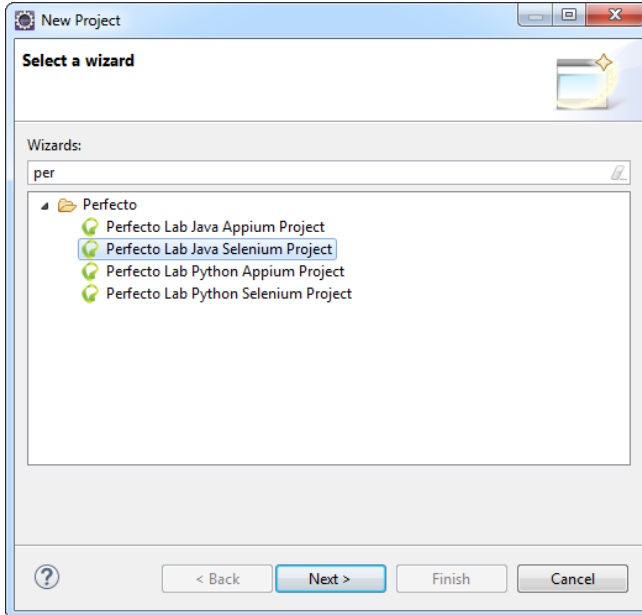 New Project
Select a wizard
Wizards:
per
Perfecto
Perfecto Lab Java Appium Project
Perfecto Lab Java Selenium Project
Perfecto Lab Python Appium Project
Perfecto Lab Python Selenium Project
? < Back Next > Finish Cancel